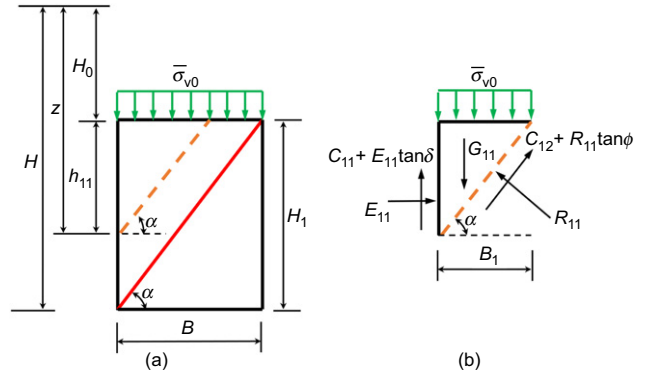 H
z
H₀
h₁₁
σ̅ᵥ₀
α
α
H₁
B
(a)
σ̅ᵥ₀
C₁₁ + E₁₁tanδ
G₁₁
C₁₂ + R₁₁tanϕ
E₁₁
α
R₁₁
B₁
(b)